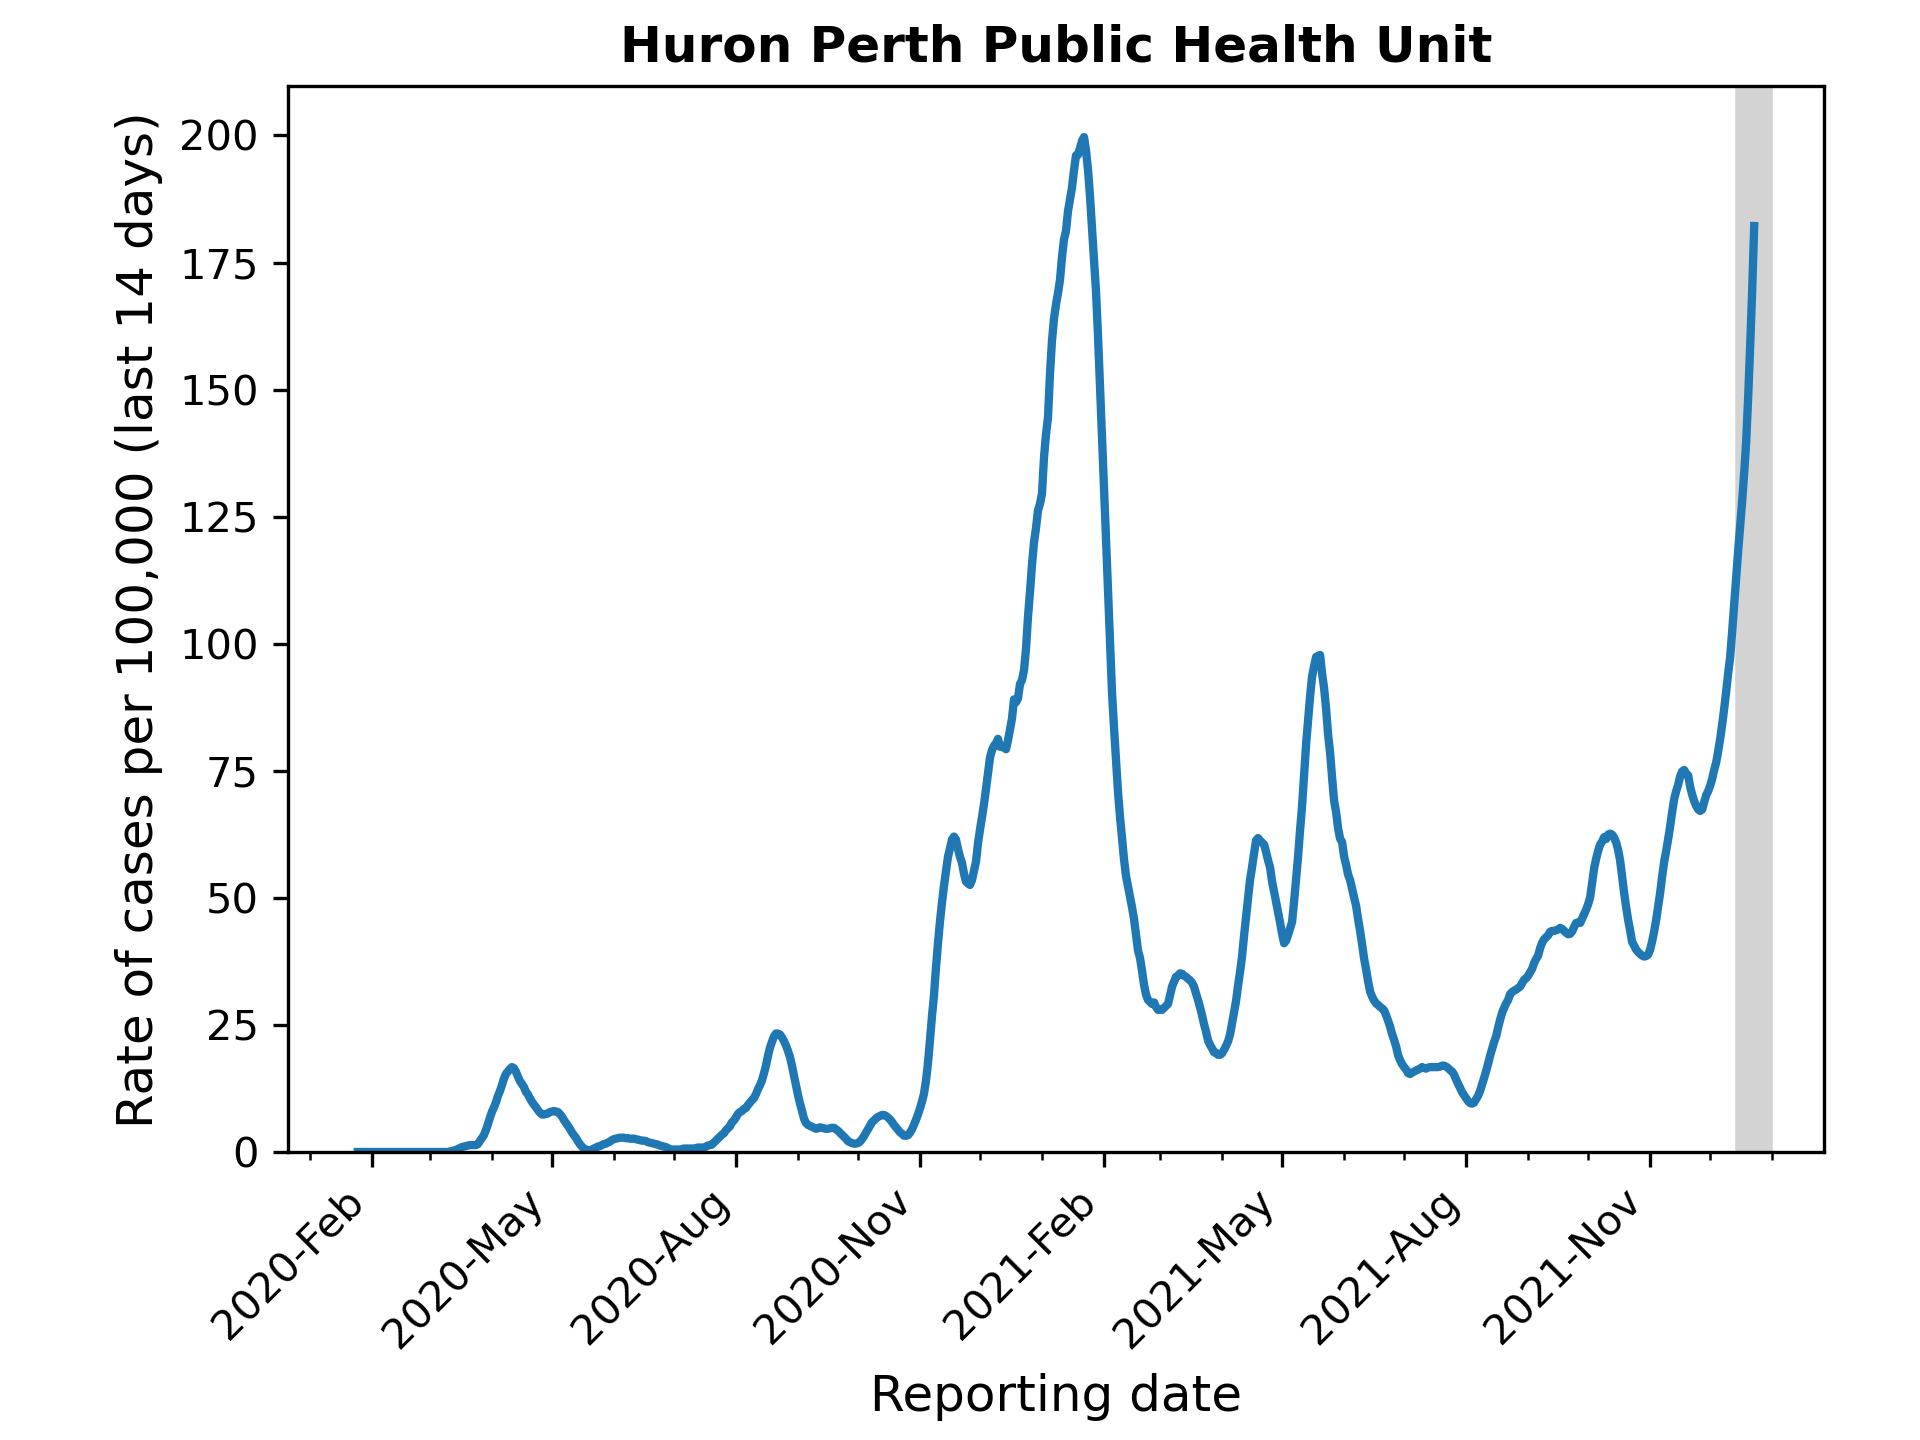 Huron Perth Public Health Unit
Rate of cases per 100,000 (last 14 days)
200
175
150
125
100
75
50
25
0
2020-Feb
2020-May
2020-Aug
2020-Nov
2021-Feb
2021-May
2021-Aug
2021-Nov
Reporting date